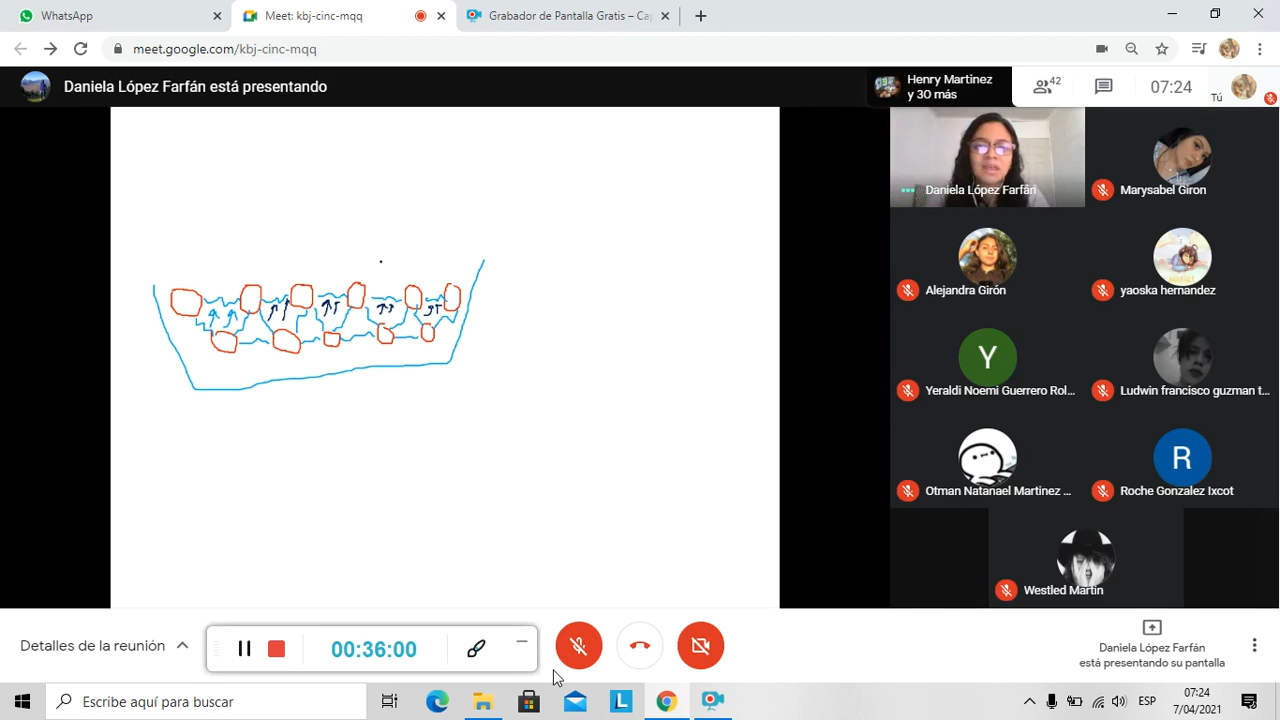 WhatsApp
Meet: kbj-cinc-mqq
Grabador de Pantalla Gratis – Ca
meet.google.com/kbj-cinc-mqq
Daniela López Farfán está presentando
Henry Martinez
y 30 más
42
07:24
Tú
Daniela López Farfán
Marysabel Giron
Alejandra Girón
yaoska hernandez
Y
Yeraldi Noemi Guerrero Rol...
Ludwin francisco guzman t...
Otman Natanael Martinez ...
R
Roche Gonzalez Ixcot
Westled Martin
Detalles de la reunión
00:36:00
Daniela López Farfán
está presentando su pantalla
Escribe aquí para buscar
L
ESP
07:24
7/04/2021